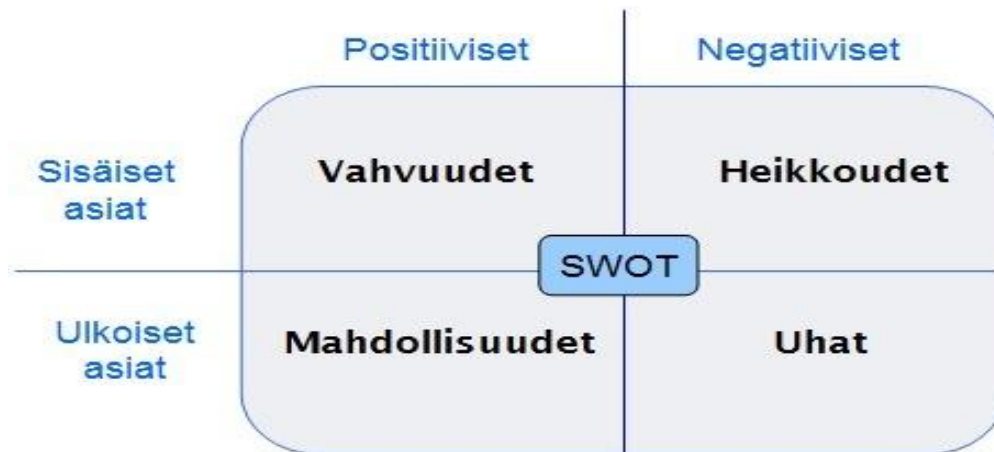 Positiiviset Negatiiviset
Sisäiset
asiat
Vahvuudet Heikkoudet
SWOT
Ulkoiset
asiat
Mahdollisuudet Uhat